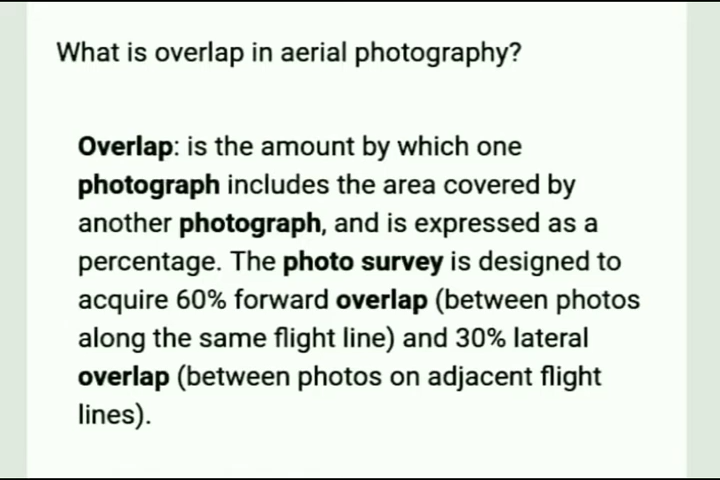 What is overlap in aerial photography?
Overlap: is the amount by which one
photograph includes the area covered by
another photograph, and is expressed as a
percentage. The photo survey is designed to
acquire 60% forward overlap (between photos
along the same flight line) and 30% lateral
overlap (between photos on adjacent flight
lines).